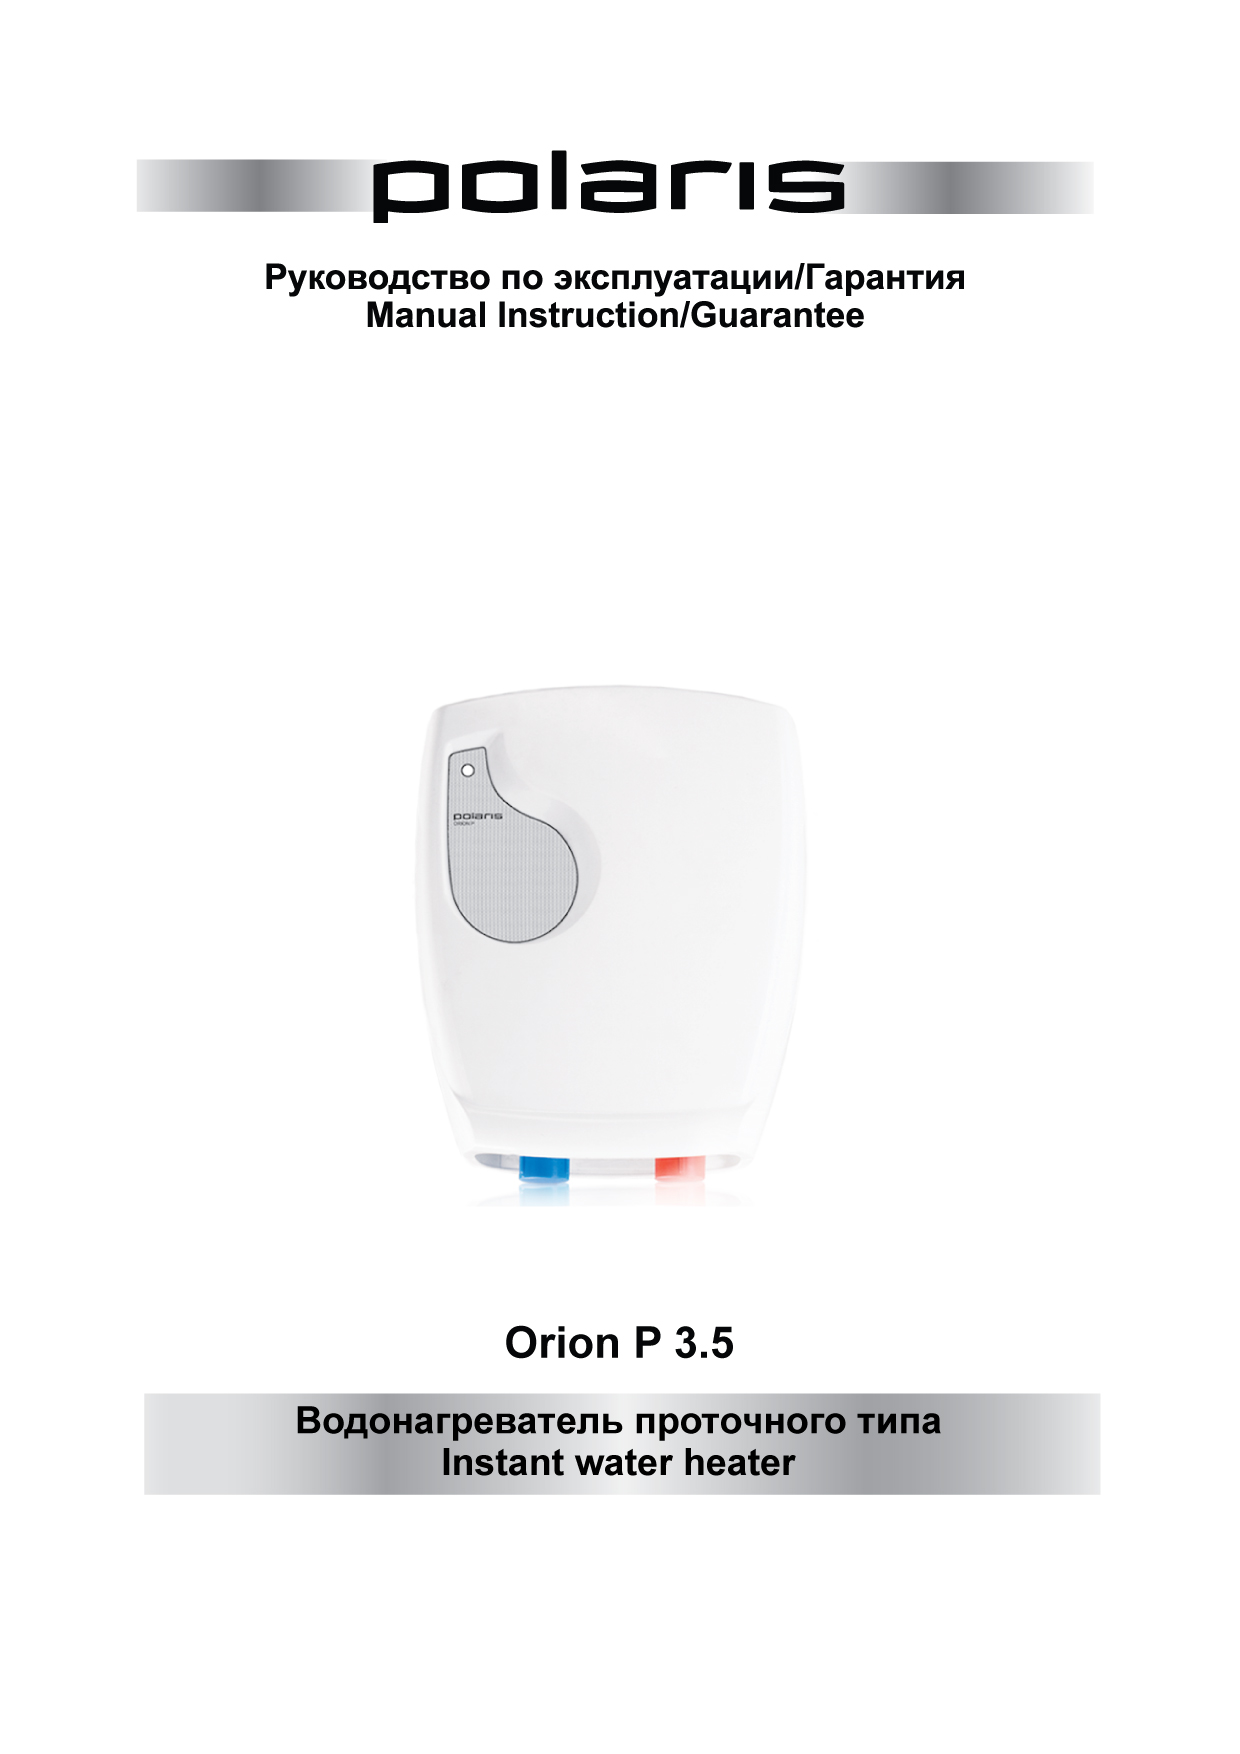 polaris
Руководство по эксплуатации/Гарантия
Manual Instruction/Guarantee
polaris
Orion P 3.5
Водонагреватель проточного типа
Instant water heater